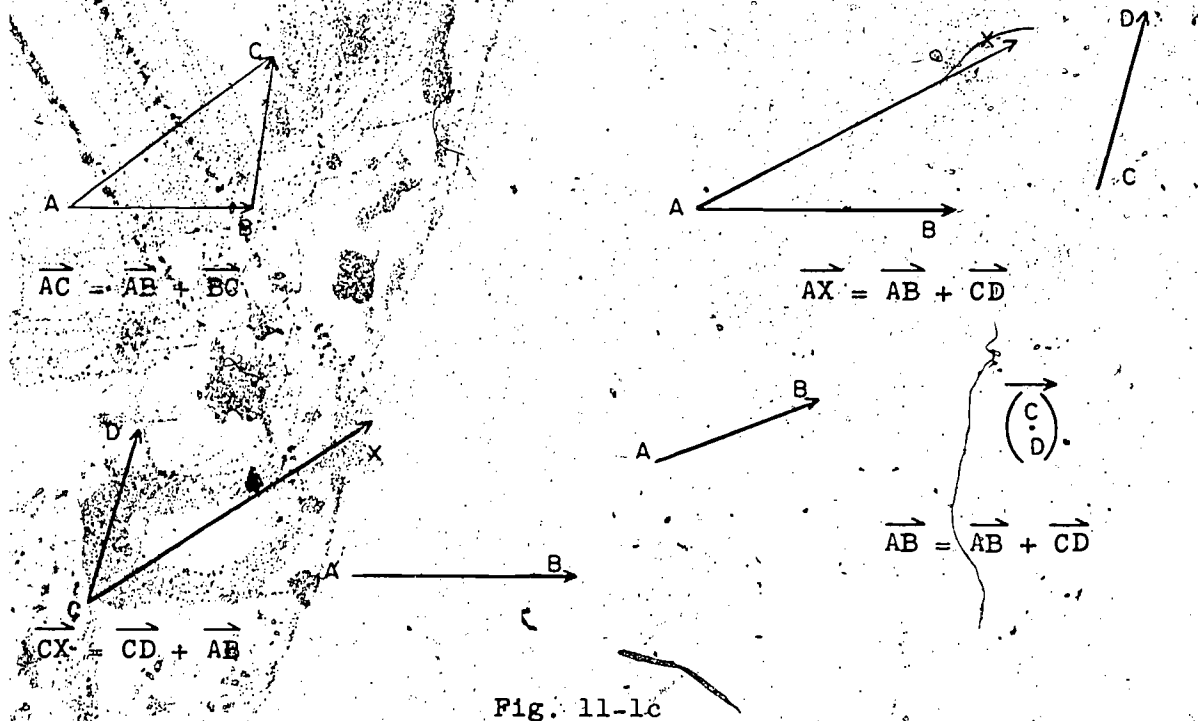 C
A
B
AC = AB + BC
D
X
C
A
B
AX = AB + CD
D
X
C
A
B
CX = CD + AB
A
B
(C
D).
AB = AB + CD
Fig. 11-1c